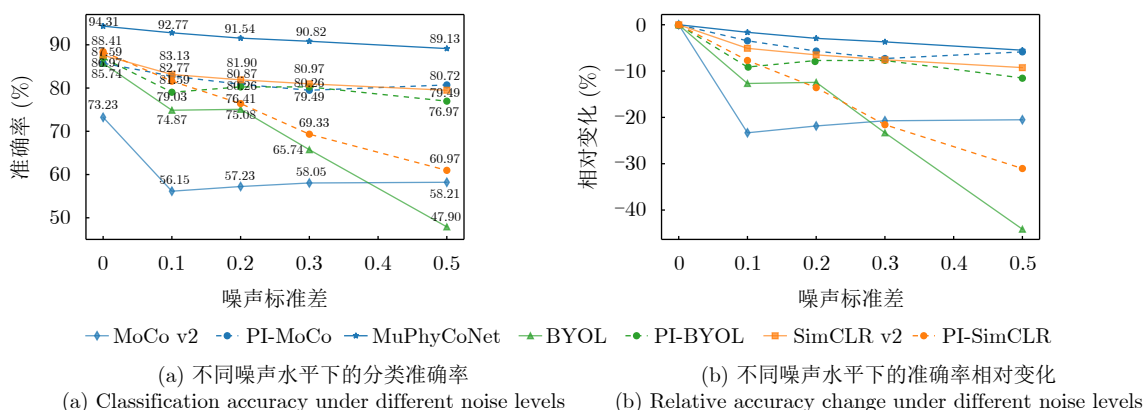 94.31 92.77 91.54 90.82 89.13
88.41
87.59
86.97
85.74
83.13
82.77
81.59
79.03
81.90
80.87
80.26
76.41
75.08
80.97
80.26
79.49
80.72
79.49
76.97
73.23
74.87
69.33
65.74
60.97
56.15 57.23 58.05 58.21
47.90
90
80
70
60
50
准确率 (%)
0 0.1 0.2 0.3 0.4 0.5
噪声标准差
0
−10
−20
−30
−40
相对变化 (%)
0 0.1 0.2 0.3 0.4 0.5
噪声标准差
MoCo v2 PI-MoCo MuPhyCoNet BYOL PI-BYOL SimCLR v2 PI-SimCLR
(a) 不同噪声水平下的分类准确率
(a) Classification accuracy under different noise levels
(b) 不同噪声水平下的准确率相对变化
(b) Relative accuracy change under different noise levels